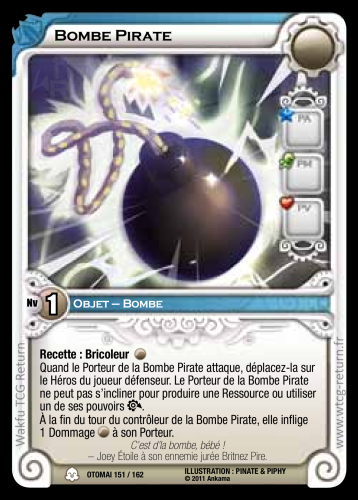 BOMBE PIRATE
PA
PM
PV
Nv 1 OBJET – BOMBE
Recette : Bricoleur
Quand le Porteur de la Bombe Pirate attaque, déplacez-la sur
le Héros du joueur défenseur. Le Porteur de la Bombe Pirate
ne peut pas s'incliner pour produire une Ressource ou utiliser
un de ses pouvoirs .
À la fin du tour du contrôleur de la Bombe Pirate, elle inflige
1 Dommage à son Porteur.
C'est d'la bombe, bébé !
– Joey Étoile à son ennemie jurée Britnez Pire.
Wakfu TCG Return
www.wtcg-return.fr
OTOMAI 151 / 162
ILLUSTRATION : PINATE & PIPHY
© 2011 Ankama